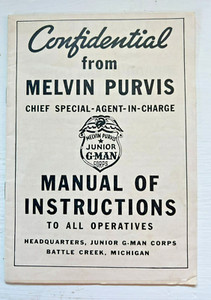 Confidential
from
MELVIN PURVIS
CHIEF SPECIAL-AGENT-IN-CHARGE
MELVIN PURVIS
JUNIOR
G-MAN
CORPS
MANUAL OF
INSTRUCTIONS
TO ALL OPERATIVES
HEADQUARTERS, JUNIOR G-MAN CORPS
BATTLE CREEK, MICHIGAN